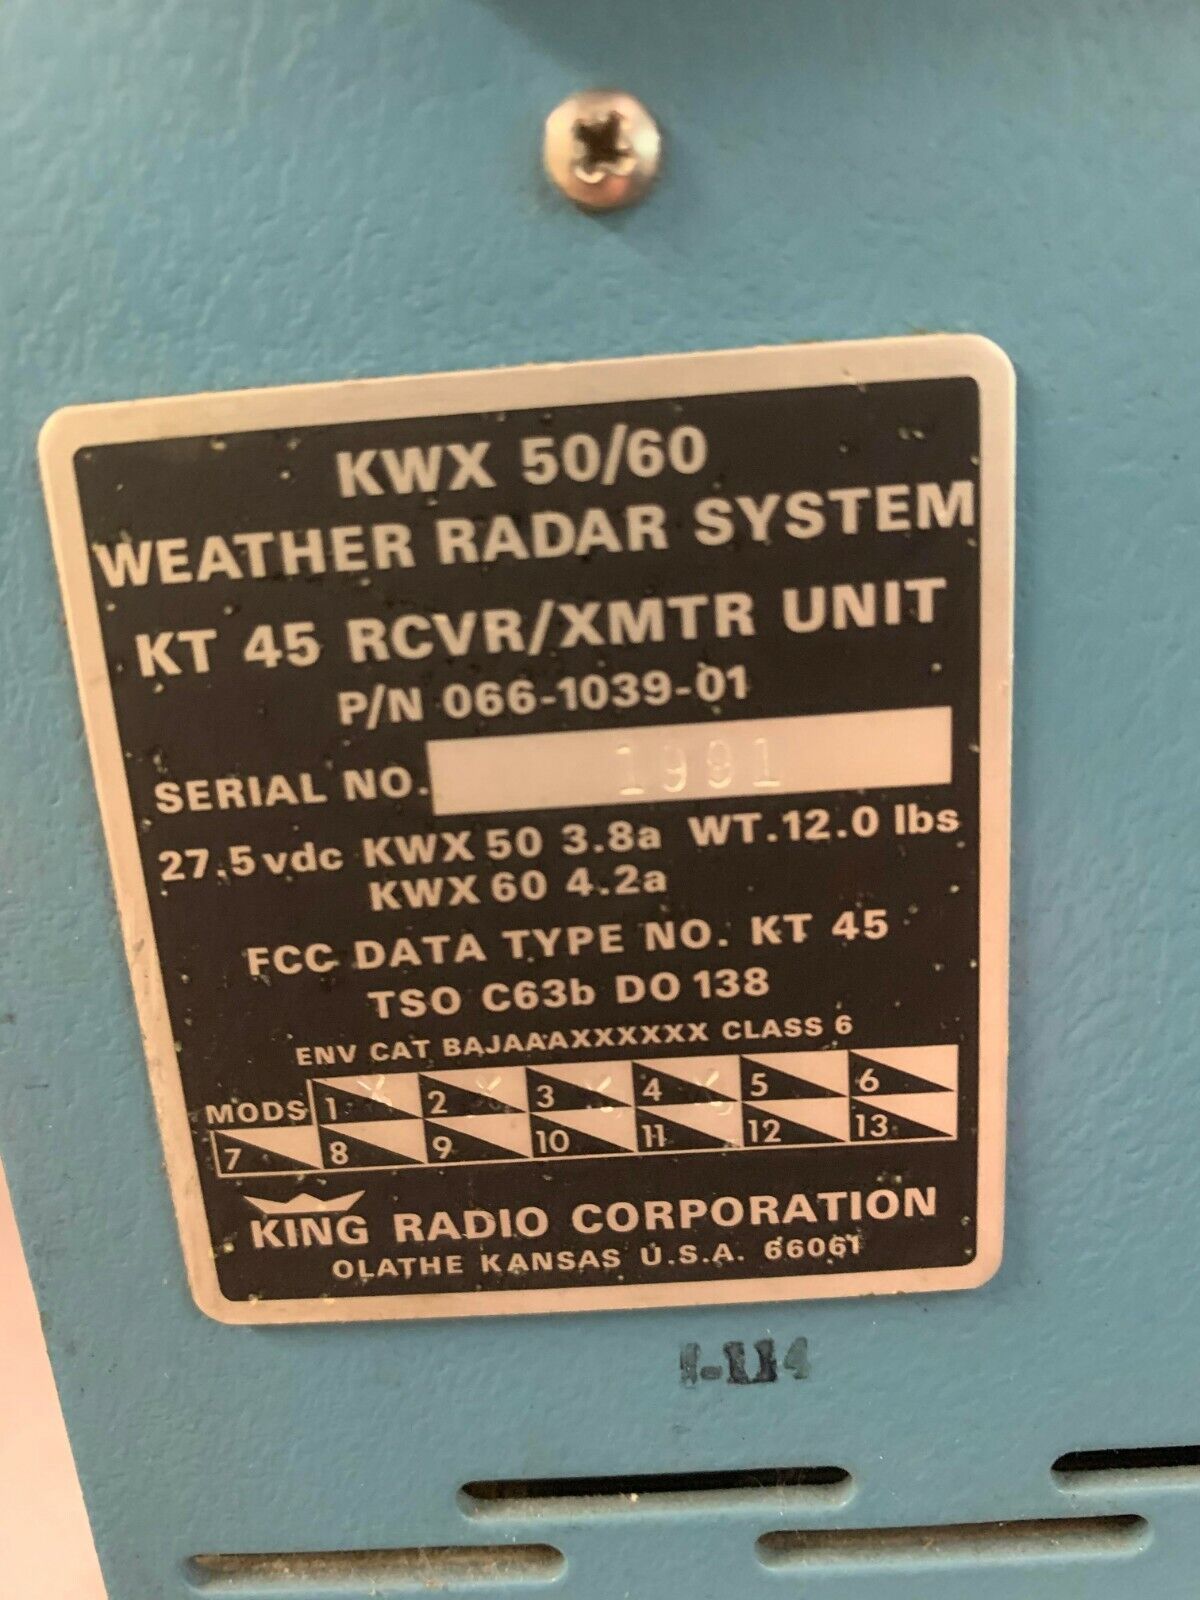 KWX 50/60
WEATHER RADAR SYSTEM
KT 45 RCVR/XMTR UNIT
P/N 066-1039-01
SERIAL NO. 1991
27.5vdc KWX 50 3.8a WT.12.0 lbs
KWX 60 4.2a
FCC DATA TYPE NO. KT 45
TSO C63b DO 138
ENV CAT BAJAAAXXXXXX CLASS 6
MODS 1 X 2 X 3 X 4 X 5 6
7 8 9 10 11 12 13
KING RADIO CORPORATION
OLATHE KANSAS U.S.A. 66061